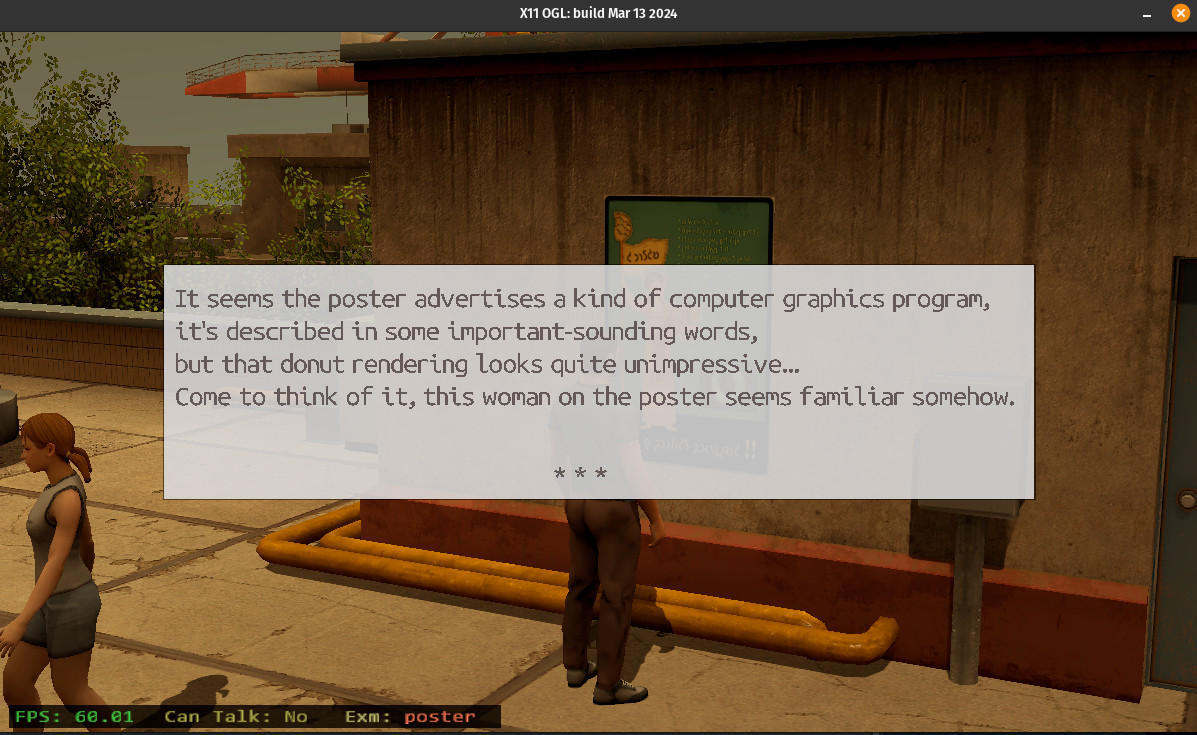 X11 OGL: build Mar 13 2024
It seems the poster advertises a kind of computer graphics program,
it's described in some important-sounding words,
but that donut rendering looks quite unimpressive...
Come to think of it, this woman on the poster seems familiar somehow.
* * *
FPS: 60.01 Can Talk: No Exm: poster